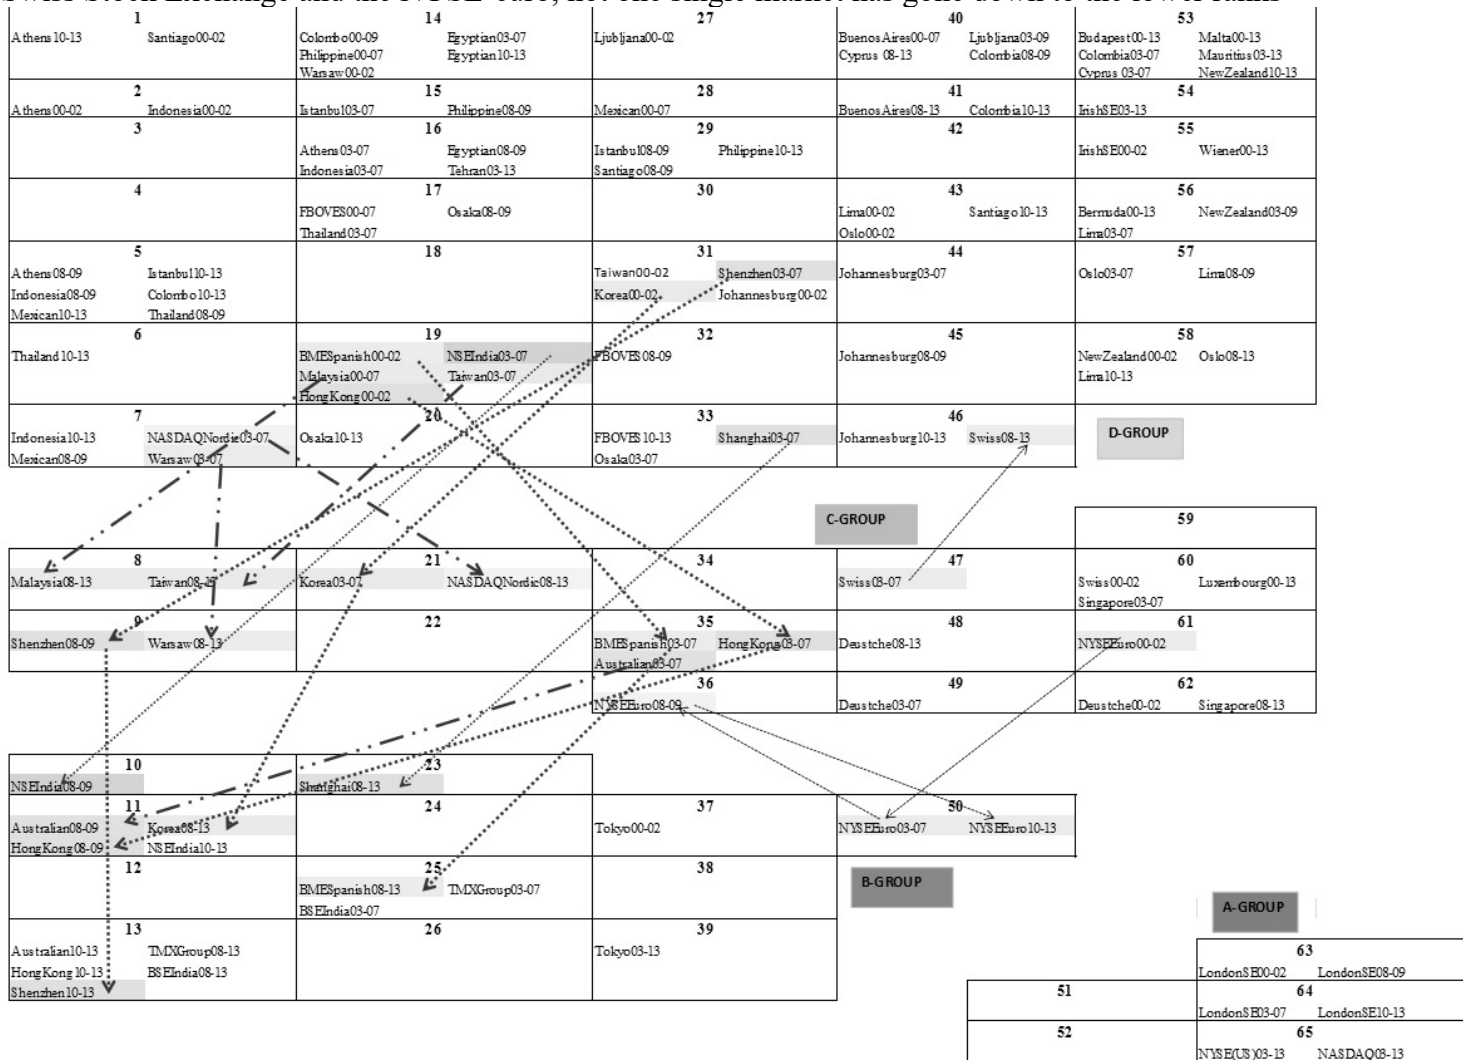 Swiss Stock Exchange and the NYSE-euro, not one single market has gone down to the lower ranks
1 14 27 40 53
Athens10-13 Santiago00-02 Colombo00-09 Egyptian03-07 Ljubljana00-02 BuenosAires00-07 Ljubljana03-09 Budapest00-13 Malta00-13
Philippine00-07 Egyptian10-13 Cyprus 08-13 Colombia08-09 Colombia03-07 Mauritius03-13
Warsaw00-02 Cyprus 03-07 NewZealand10-13
2 15 28 41 54
Athens00-02 Indonesia00-02 Istanbul03-07 Philippine08-09 Mexican00-07 BuenosAires08-13 Colombia10-13 IrishSE03-13
3 16 29 42 55
Athens03-07 Egyptian08-09 Istanbul08-09 Philippine10-13 IrishSE00-02 Wiener00-13
Indonesia03-07 Tehran03-13 Santiago08-09
4 17 30 43 56
FBOVES00-07 Osaka08-09 Lima00-02 Santiago10-13 Bermuda00-13 NewZealand03-09
Thailand03-07 Oslo00-02 Lima03-07
5 18 31 44 57
Athens08-09 Istanbul10-13 Taiwan00-02 Shenzhen03-07 Johannesburg03-07 Oslo03-07 Lima08-09
Indonesia08-09 Colombo10-13 Korea00-02 Johannesburg00-02
Mexican10-13 Thailand08-09
6 19 32 45 58
Thailand10-13 BMESpanish00-02 NSEIndia03-07 FBOVES08-09 Johannesburg08-09 NewZealand00-02 Oslo08-13
Malaysia00-07 Taiwan03-07 Lima10-13
HongKong00-02
7 20 33 46
Indonesia10-13 NASDAQNordic03-07 Osaka10-13 FBOVES10-13 Shanghai03-07 Johannesburg10-13 Swiss08-13 D-GROUP
Mexican08-09 Warsaw03-07 Osaka03-07
C-GROUP 59
8 21 34 47 60
Malaysia08-13 Taiwan08-13 Korea03-07 NASDAQNordic08-13 Swiss03-07 Swiss00-02 Luxembourg00-13
Singapore03-07
9 22 35 48 61
Shenzhen08-09 Warsaw08-13 BMESpanish03-07 HongKong03-07 Deustche08-13 NYSEEuro00-02
Australian03-07
36 49 62
NYSEEuro08-09 Deustche03-07 Deustche00-02 Singapore08-13
10 23
NSEIndia08-09 Shanghai08-13
11 24 37 50
Australian08-09 Korea08-13 Tokyo00-02 NYSEEuro03-07 NYSEEuro10-13
HongKong08-09 NSEIndia10-13
12 25 38 B-GROUP
BMESpanish08-13 TMXGroup03-07
BSEIndia03-07
A-GROUP
13 26 39
Australian10-13 TMXGroup08-13 Tokyo03-13 63
HongKong10-13 BSEIndia08-13 LondonSE00-02 LondonSE08-09
Shenzhen10-13 51 64
LondonSE03-07 LondonSE10-13
52 65
NYSE(US)03-13 NASDAQ03-13